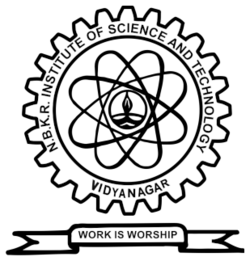 N.B.K.R. INSTITUTE OF SCIENCE AND TECHNOLOGY
VIDYANAGAR
WORK IS WORSHIP